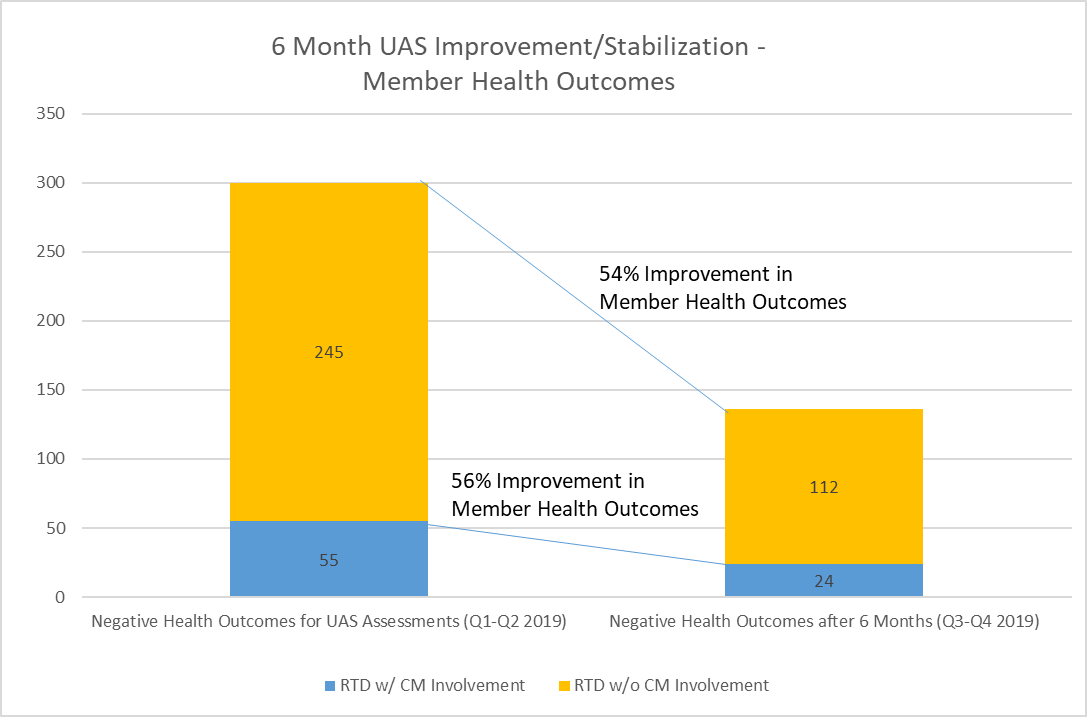 6 Month UAS Improvement/Stabilization -
Member Health Outcomes
350
300
250
200
150
100
50
0
245
55
54% Improvement in
Member Health Outcomes
56% Improvement in
Member Health Outcomes
112
24
Negative Health Outcomes for UAS Assessments (Q1-Q2 2019)
Negative Health Outcomes after 6 Months (Q3-Q4 2019)
RTD w/ CM Involvement
RTD w/o CM Involvement